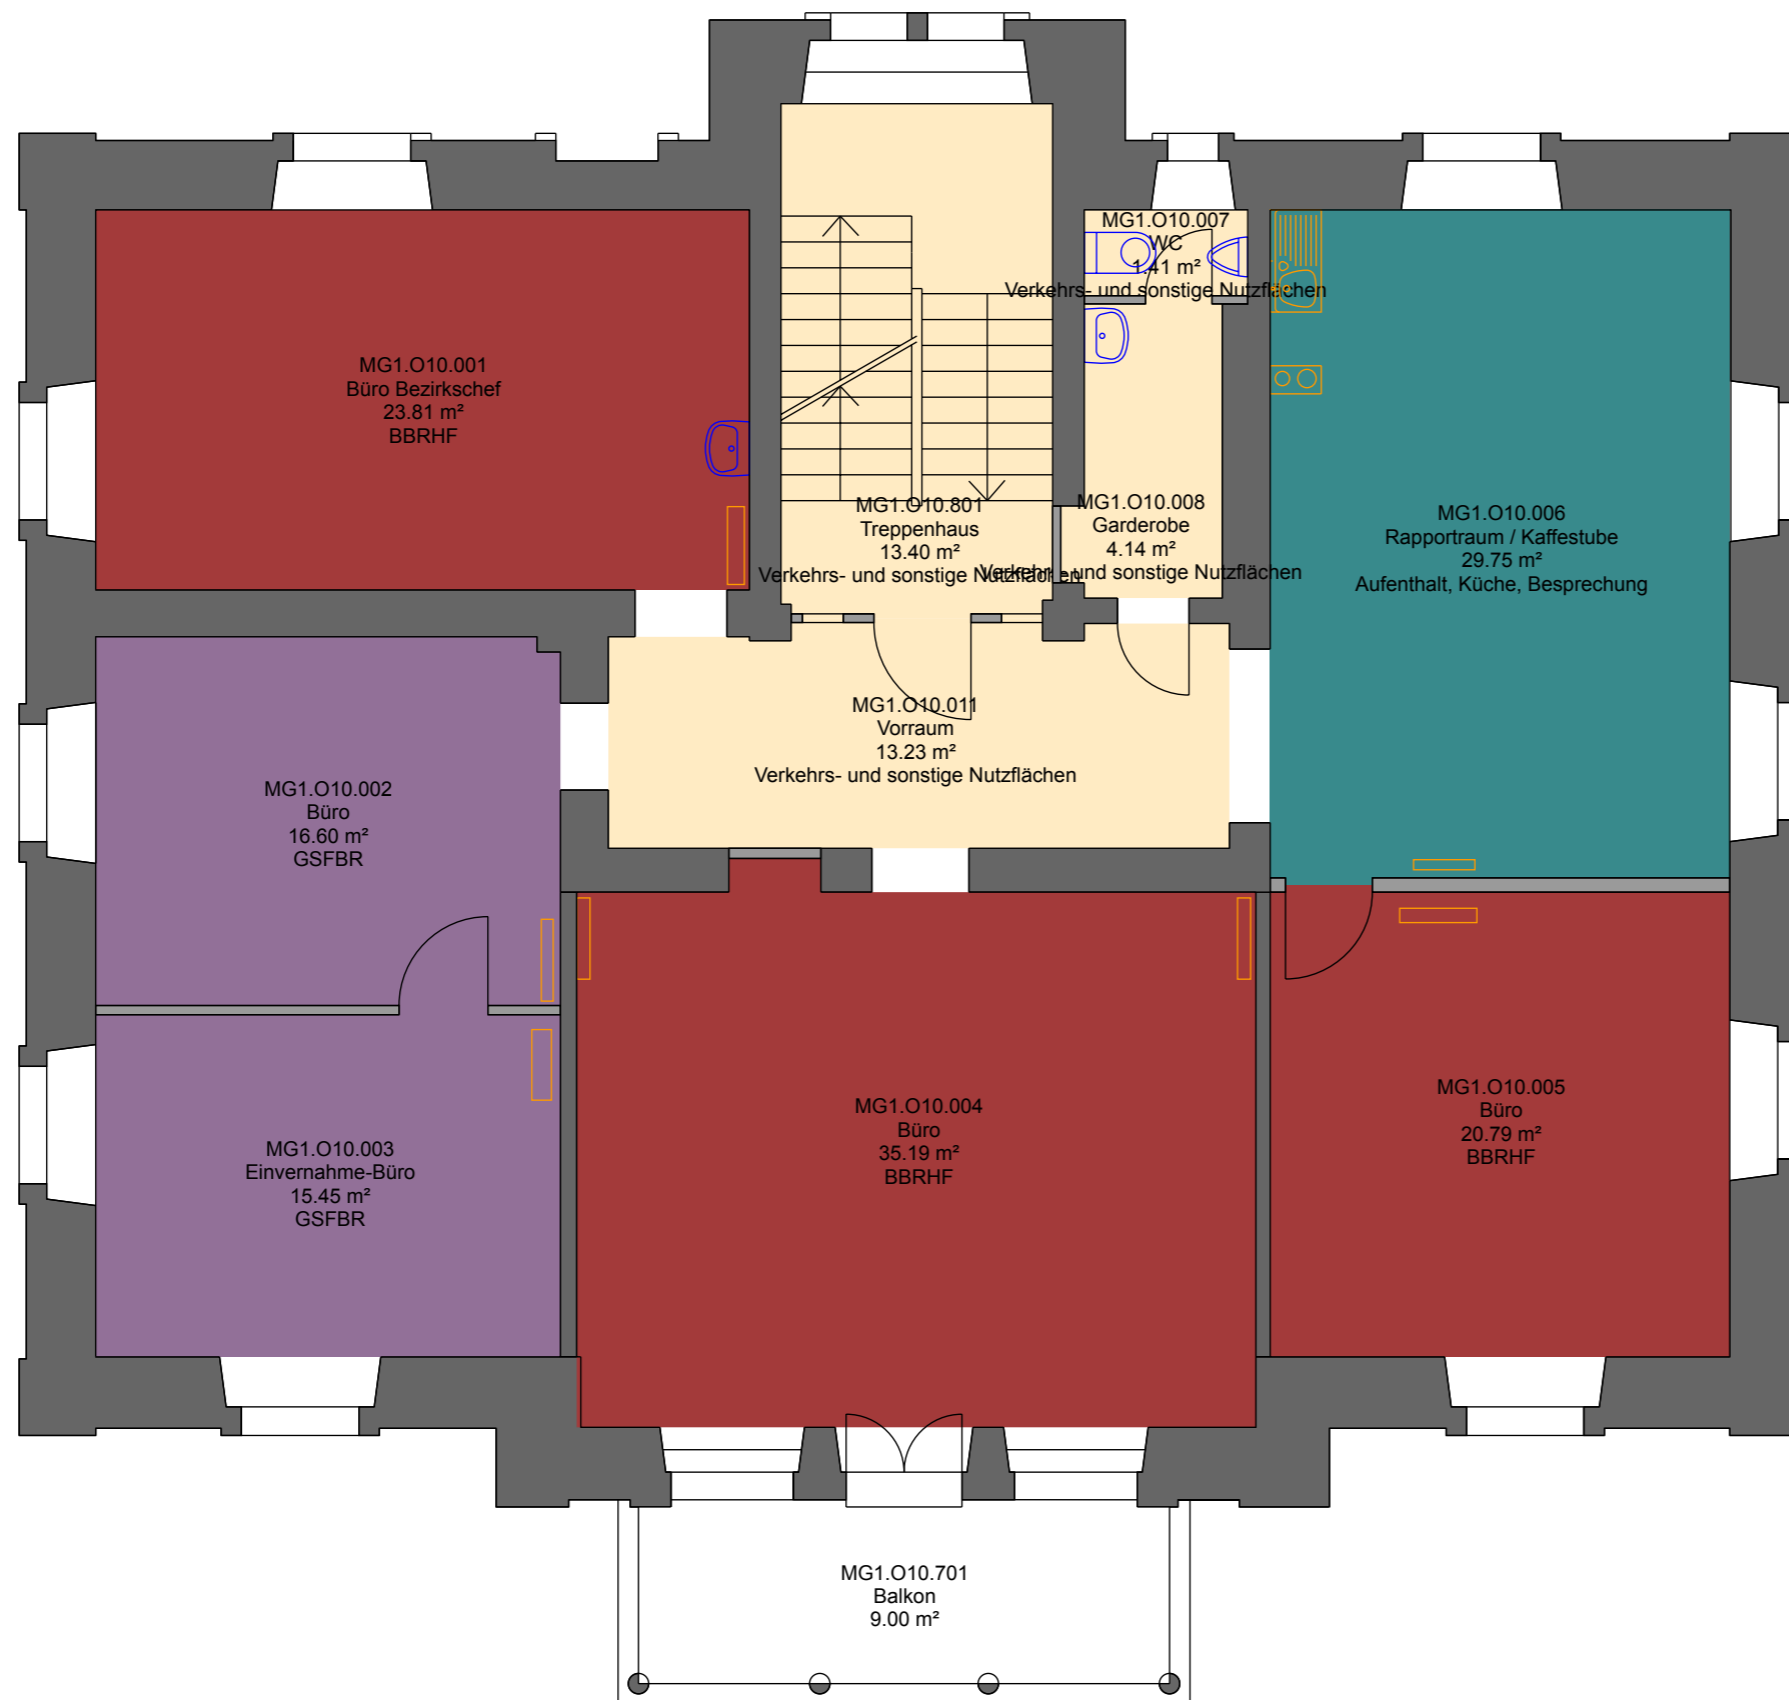 MG1.O10.007
WC
1.41 m²
Verkehrs- und sonstige Nutzflächen
MG1.O10.001
Büro Bezirkschef
23.81 m²
BBRHF
MG1.O10.801
Treppenhaus
13.40 m²
Verkehrs- und sonstige Nutzflächen
MG1.O10.008
Garderobe
4.14 m²
Verkehrs- und sonstige Nutzflächen
MG1.O10.006
Rapportraum / Kaffestube
29.75 m²
Aufenthalt, Küche, Besprechung
MG1.O10.011
Vorraum
13.23 m²
Verkehrs- und sonstige Nutzflächen
MG1.O10.002
Büro
16.60 m²
GSFBR
MG1.O10.003
Einvernahme-Büro
15.45 m²
GSFBR
MG1.O10.004
Büro
35.19 m²
BBRHF
MG1.O10.005
Büro
20.79 m²
BBRHF
MG1.O10.701
Balkon
9.00 m²